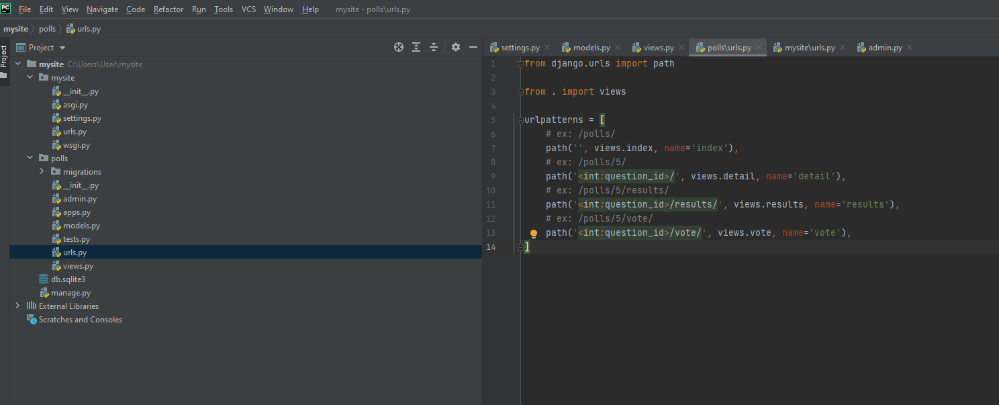 PC File Edit View Navigate Code Refactor Run Tools VCS Window Help mysite - polls\urls.py
mysite polls urls.py
Project
Project
mysite C:\Users\User\mysite
mysite
__init__.py
asgi.py
settings.py
urls.py
wsgi.py
polls
migrations
__init__.py
admin.py
apps.py
models.py
tests.py
urls.py
views.py
db.sqlite3
manage.py
External Libraries
Scratches and Consoles
settings.py models.py views.py polls\urls.py mysite\urls.py admin.py
1 from django.urls import path
2
3 from . import views
4
5 urlpatterns = [
6     # ex: /polls/
7     path('', views.index, name='index'),
8     # ex: /polls/5/
9     path('<int:question_id>/', views.detail, name='detail'),
10     # ex: /polls/5/results/
11     path('<int:question_id>/results/', views.results, name='results'),
12     # ex: /polls/5/vote/
13     path('<int:question_id>/vote/', views.vote, name='vote'),
14 ]